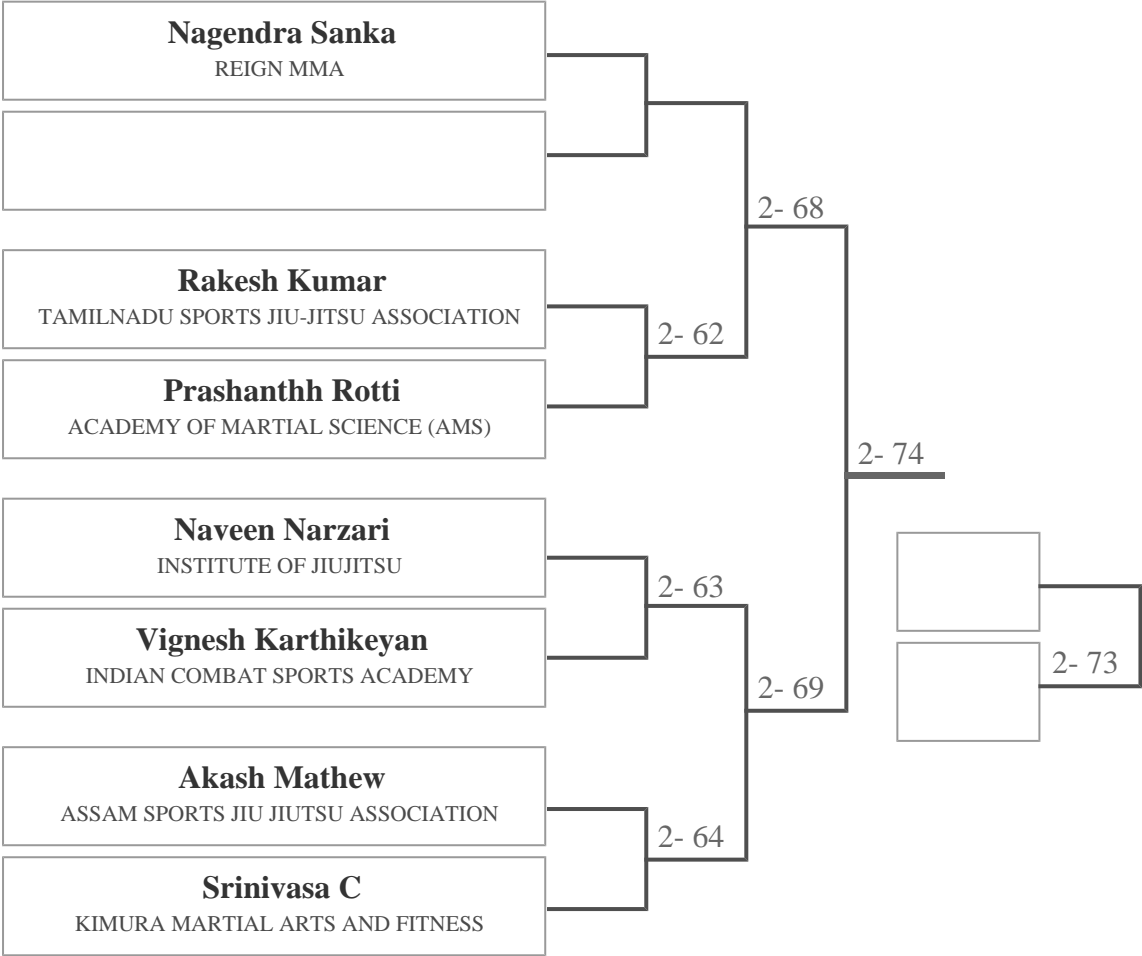 Nagendra Sanka
REIGN MMA
2- 68
Rakesh Kumar
TAMILNADU SPORTS JIU-JITSU ASSOCIATION
2- 62
Prashanthh Rotti
ACADEMY OF MARTIAL SCIENCE (AMS)
2- 74
Naveen Narzari
INSTITUTE OF JIUJITSU
2- 63
Vignesh Karthikeyan
INDIAN COMBAT SPORTS ACADEMY
2- 73
2- 69
Akash Mathew
ASSAM SPORTS JIU JIUTSU ASSOCIATION
2- 64
Srinivasa C
KIMURA MARTIAL ARTS AND FITNESS